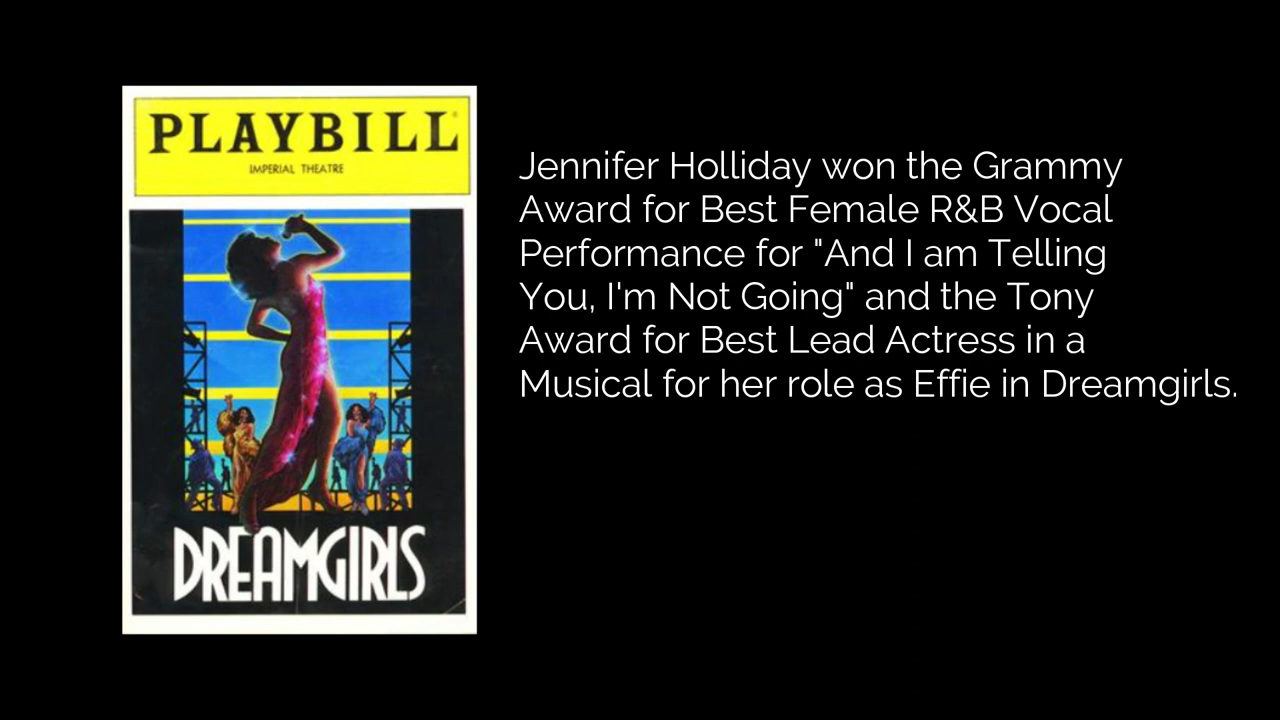 PLAYBILL®
IMPERIAL THEATRE
DREAMGIRLS
Jennifer Holliday won the Grammy
Award for Best Female R&B Vocal
Performance for "And I am Telling
You, I'm Not Going" and the Tony
Award for Best Lead Actress in a
Musical for her role as Effie in Dreamgirls.